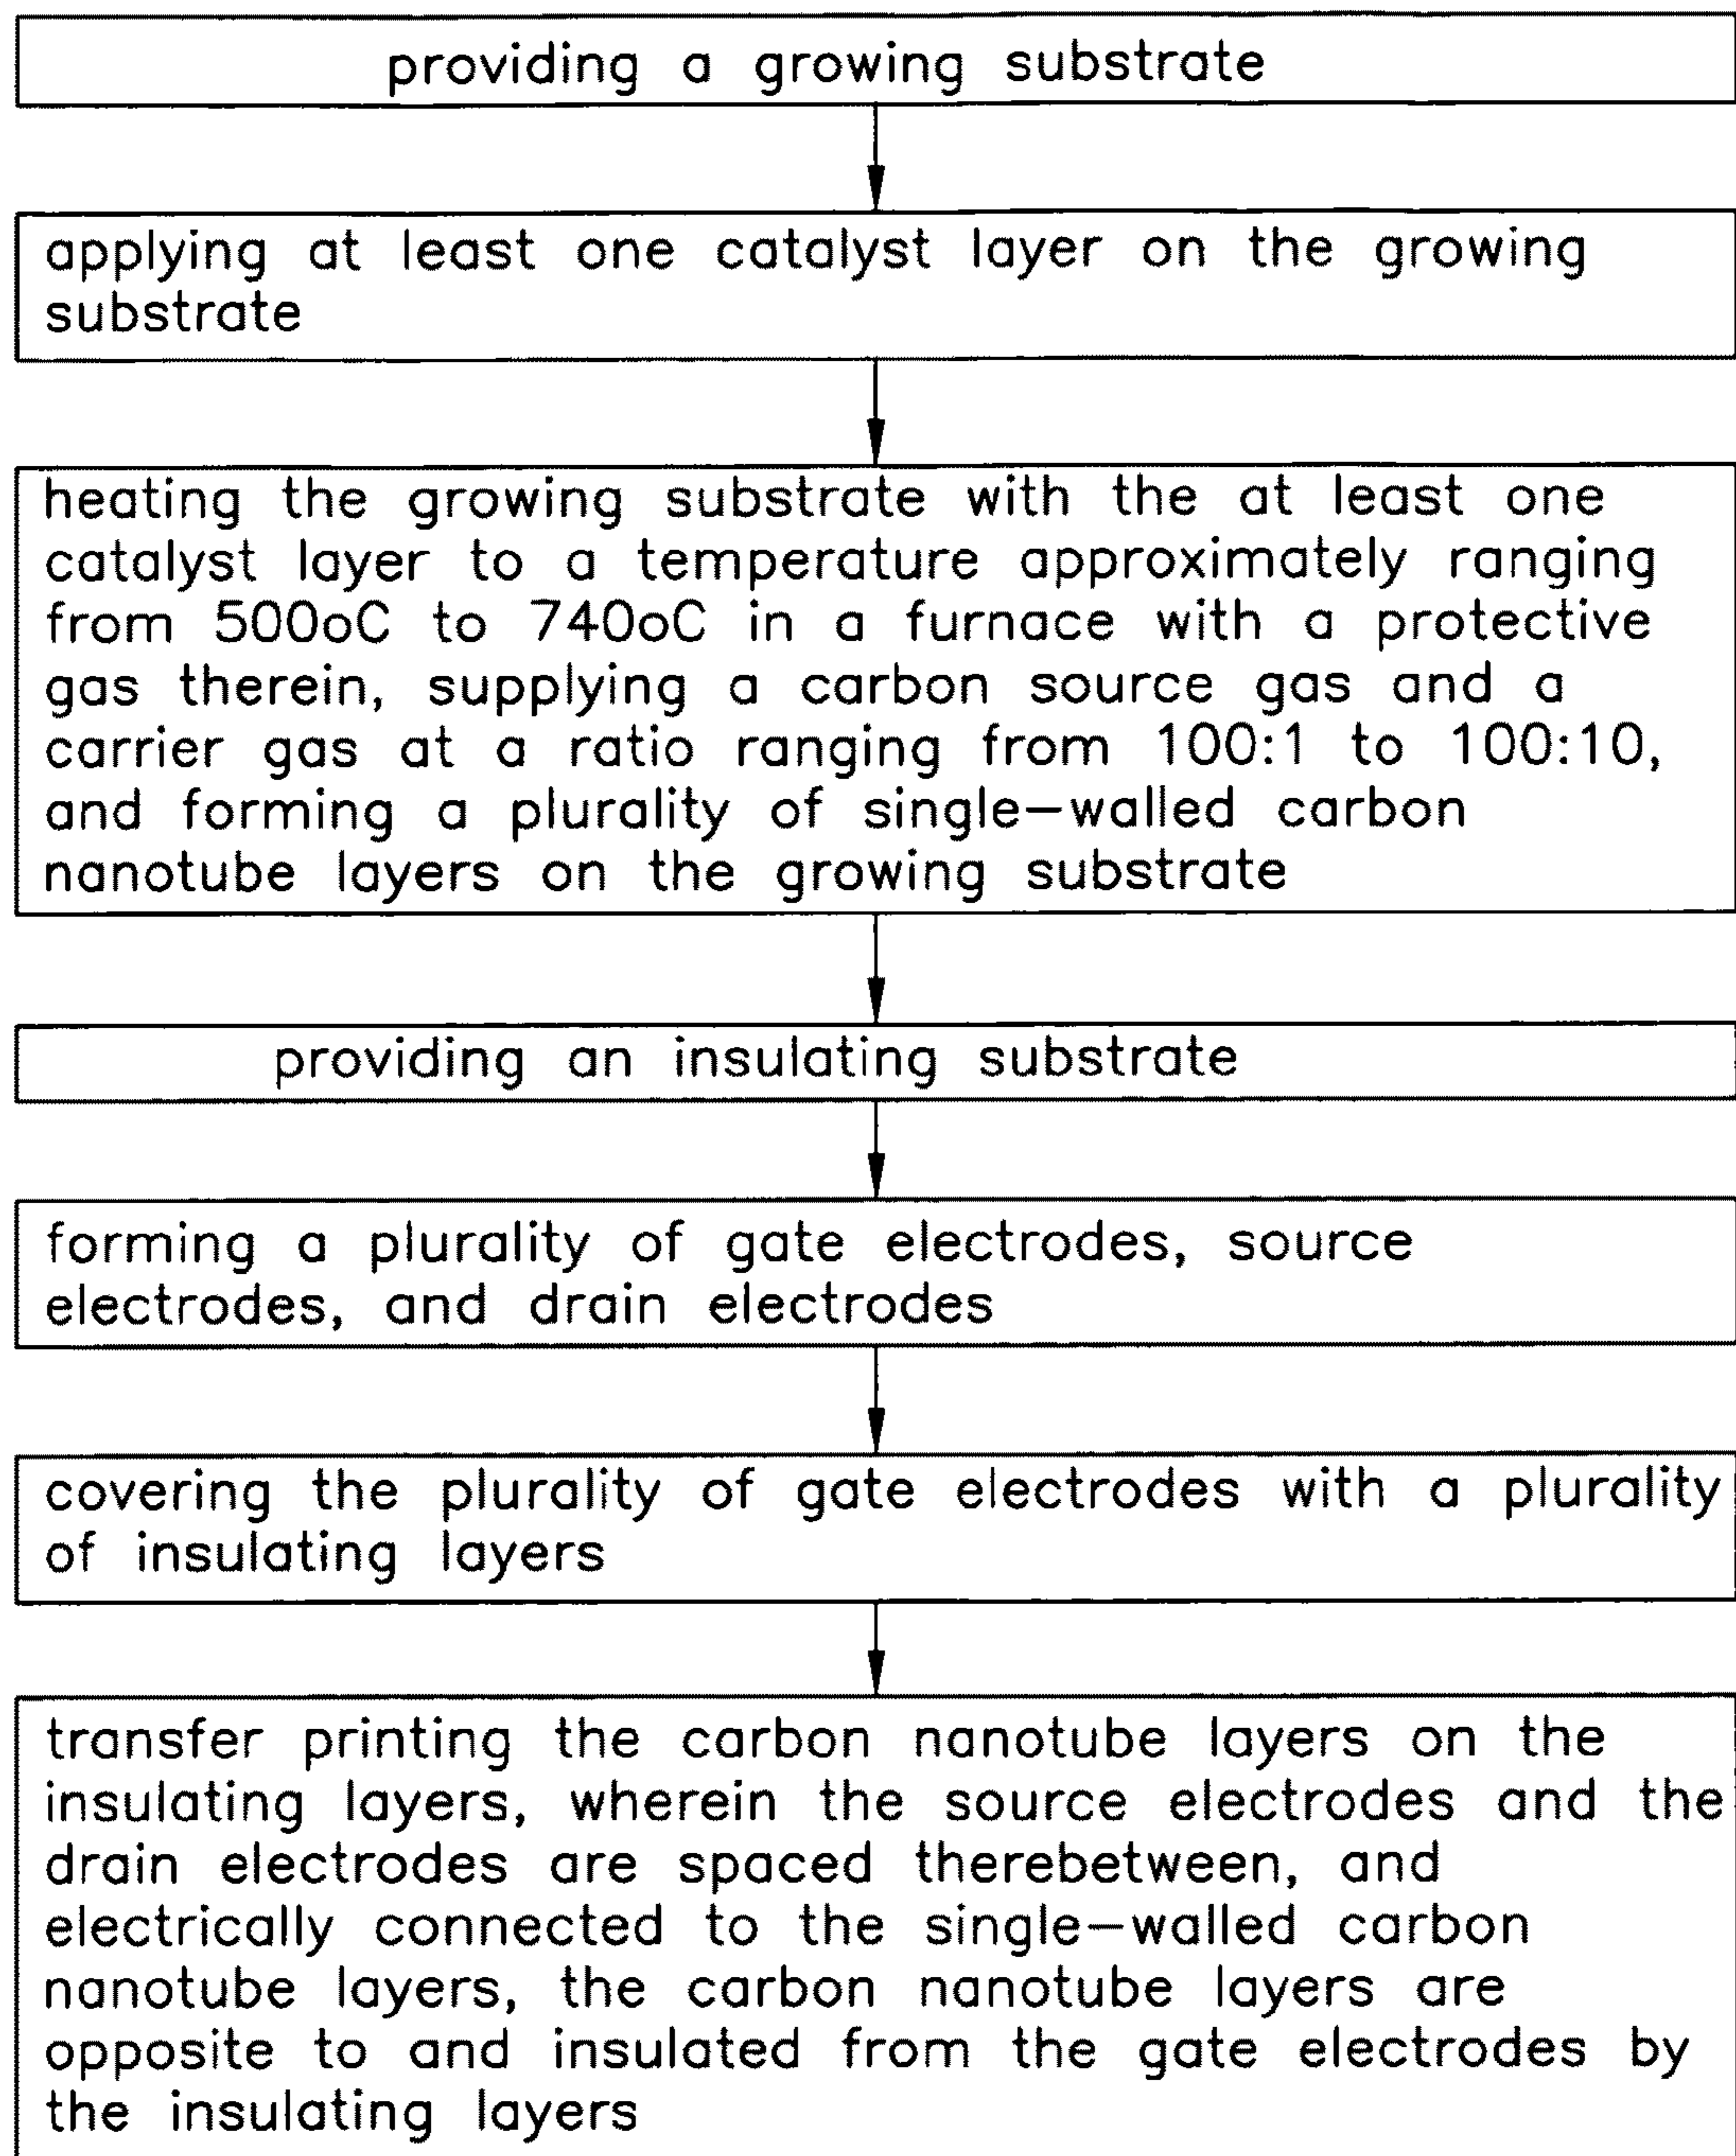 providing a growing substrate
applying at least one catalyst layer on the growing
substrate
heating the growing substrate with the at least one
catalyst layer to a temperature approximately ranging
from 500oC to 740oC in a furnace with a protective
gas therein, supplying a carbon source gas and a
carrier gas at a ratio ranging from 100:1 to 100:10,
and forming a plurality of single-walled carbon
nanotube layers on the growing substrate
providing an insulating substrate
forming a plurality of gate electrodes, source
electrodes, and drain electrodes
covering the plurality of gate electrodes with a plurality
of insulating layers
transfer printing the carbon nanotube layers on the
insulating layers, wherein the source electrodes and the
drain electrodes are spaced therebetween, and
electrically connected to the single-walled carbon
nanotube layers, the carbon nanotube layers are
opposite to and insulated from the gate electrodes by
the insulating layers